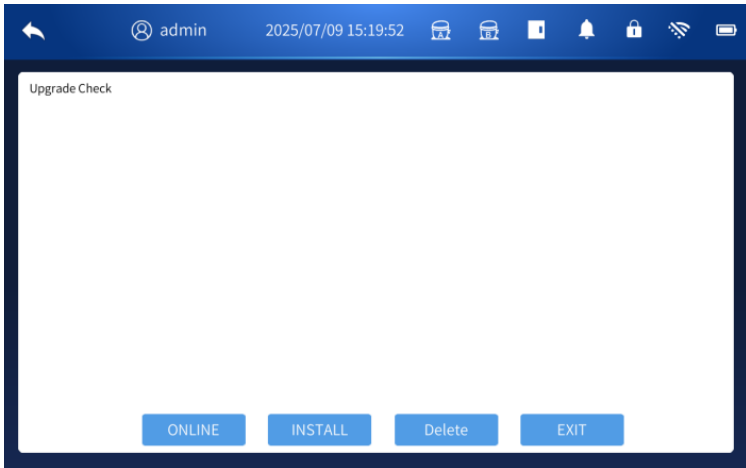 admin 2025/07/09 15:19:52 A B
Upgrade Check
ONLINE INSTALL Delete EXIT